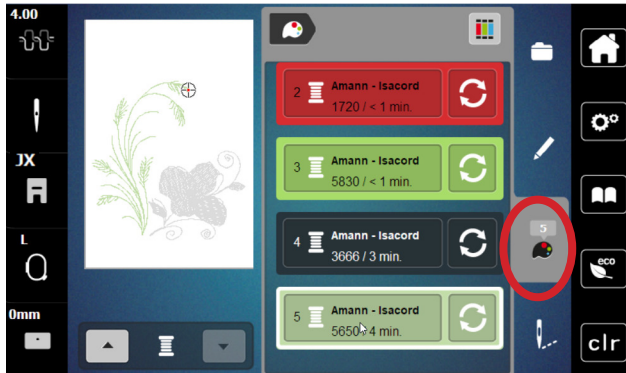 4.00
JX
L
0mm
2
Amann - Isacord
1720 / < 1 min.
3
Amann - Isacord
5830 / < 1 min.
4
Amann - Isacord
3666 / 3 min.
5
Amann - Isacord
5650 / 4 min.
5
eco
clr